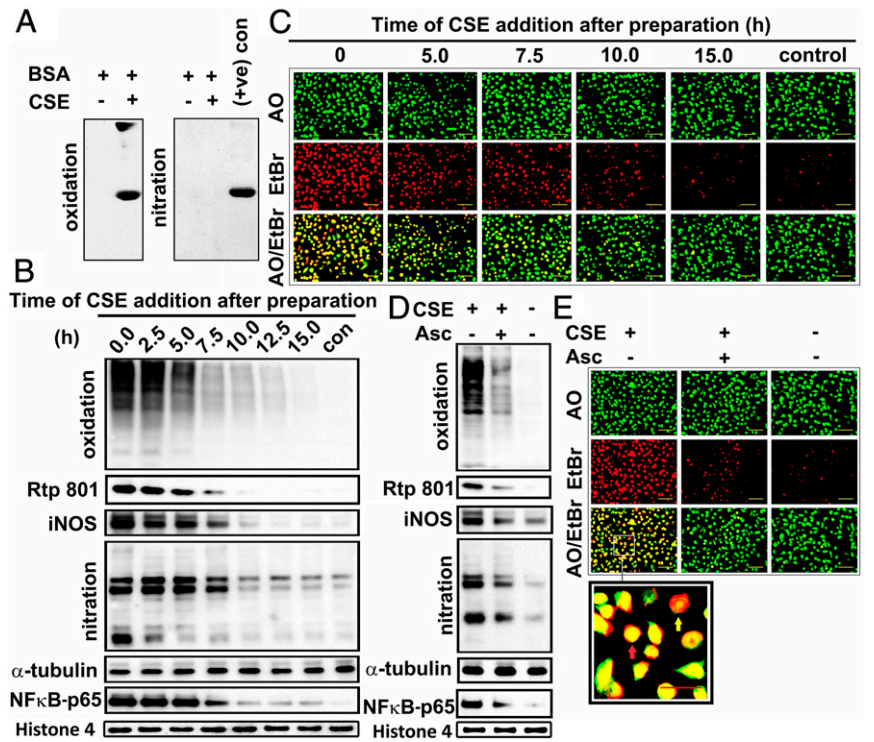 A
BSA + + + +
CSE - + - + (+ve) con
oxidation
nitration
B
Time of CSE addition after preparation
(h) 0.0 2.5 5.0 7.5 10.0 12.5 15.0 con
oxidation
Rtp 801
iNOS
nitration
α-tubulin
NFκB-p65
Histone 4
C
Time of CSE addition after preparation (h)
0 5.0 7.5 10.0 15.0 control
AO
EtBr
AO/EtBr
D
CSE + + -
Asc - + -
oxidation
Rtp 801
iNOS
nitration
α-tubulin
NFκB-p65
Histone 4
E
CSE + + -
Asc - + -
AO
EtBr
AO/EtBr